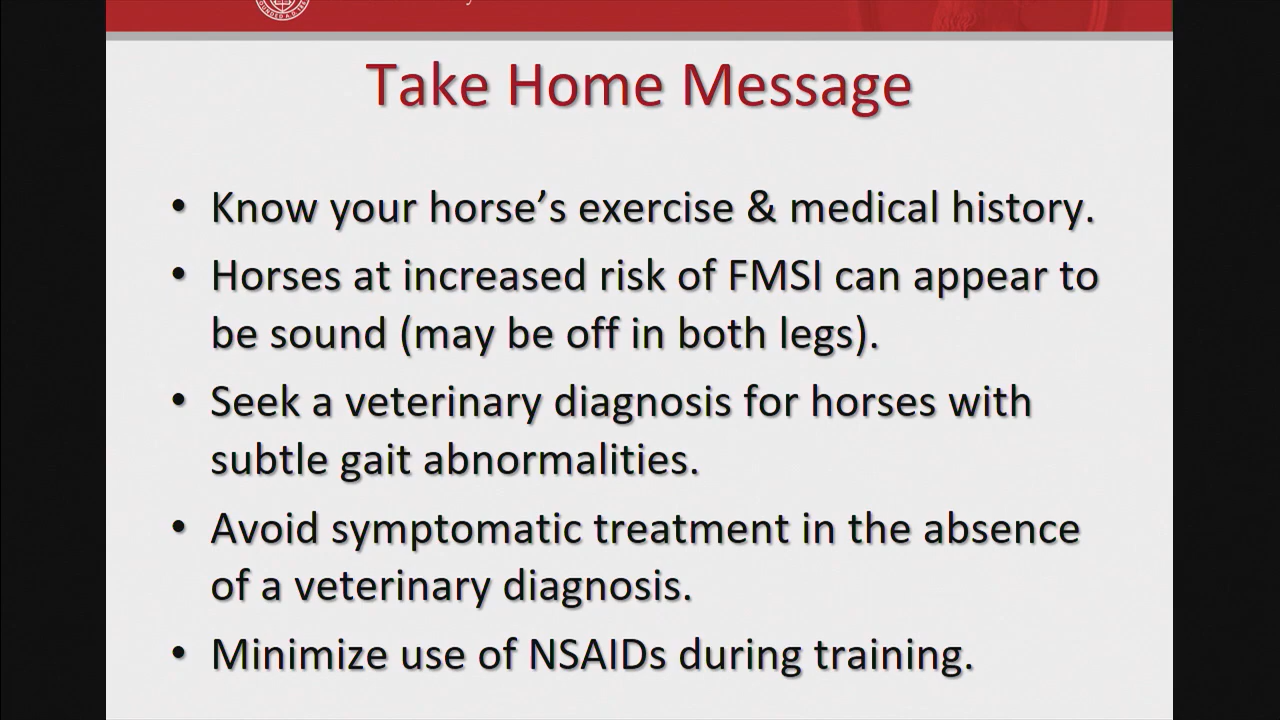 Take Home Message
• Know your horse’s exercise & medical history.
• Horses at increased risk of FMSI can appear to
be sound (may be off in both legs).
• Seek a veterinary diagnosis for horses with
subtle gait abnormalities.
• Avoid symptomatic treatment in the absence
of a veterinary diagnosis.
• Minimize use of NSAIDs during training.